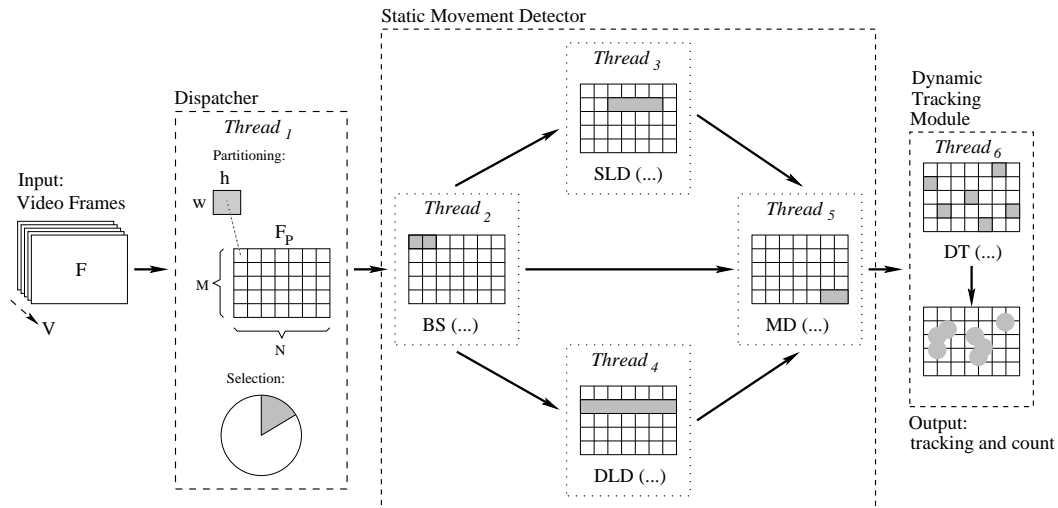 Static Movement Detector
Input:
Video Frames
F
V
Dispatcher
Thread 1
Partitioning:
h
w
F P
M
N
Selection:
Thread 2
BS (...)
Thread 3
SLD (...)
Thread 4
DLD (...)
Thread 5
MD (...)
Dynamic
Tracking
Module
Thread 6
DT (...)
Output:
tracking and count